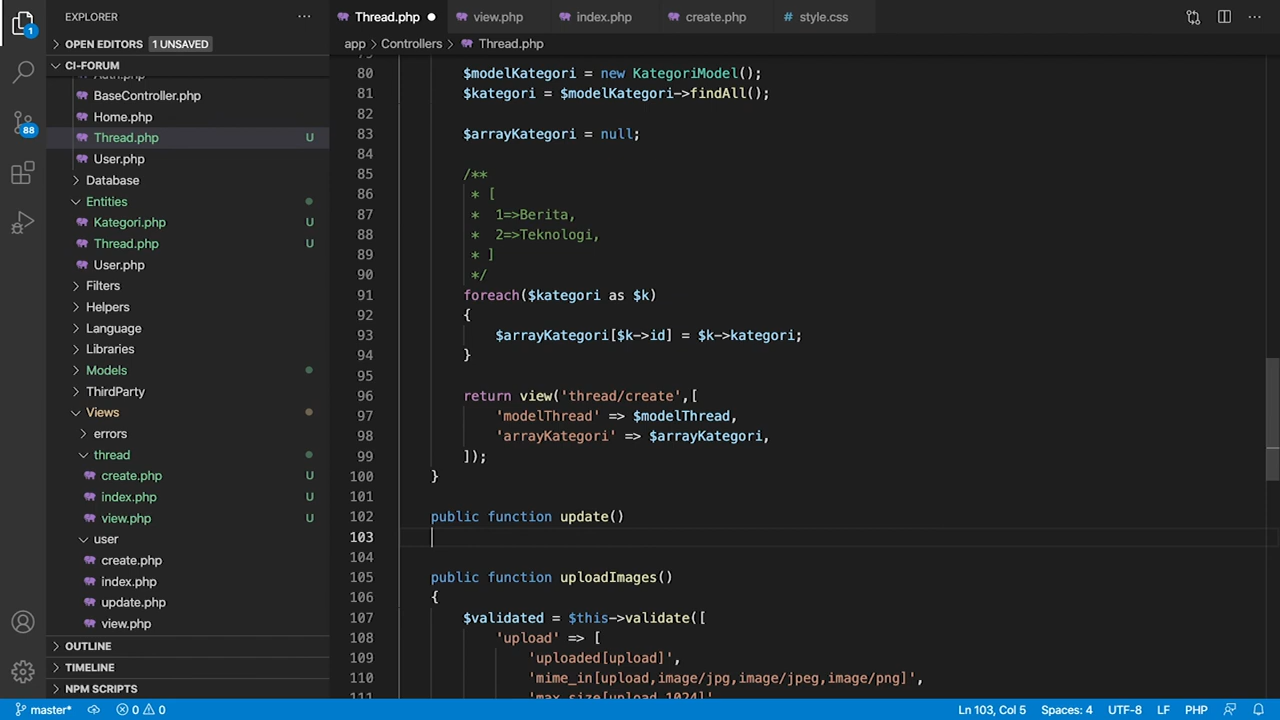 EXPLORER
Thread.php
view.php
index.php
create.php
style.css
OPEN EDITORS 1 UNSAVED
app > Controllers > Thread.php
CI-FORUM
BaseController.php
Home.php
Thread.php U
User.php
Database
Entities
Kategori.php U
Thread.php U
User.php
Filters
Helpers
Language
Libraries
Models
ThirdParty
Views
errors
thread
create.php U
index.php U
view.php U
user
create.php
index.php
update.php
view.php
OUTLINE
TIMELINE
NPM SCRIPTS
1
88
80 $modelKategori = new KategoriModel();
81 $kategori = $modelKategori->findAll();
82
83 $arrayKategori = null;
84
85 /**
86 * [
87 * 1=>Berita,
88 * 2=>Teknologi,
89 * ]
90 */
91 foreach($kategori as $k)
92 {
93 $arrayKategori[$k->id] = $k->kategori;
94 }
95
96 return view('thread/create',[
97 'modelThread' => $modelThread,
98 'arrayKategori' => $arrayKategori,
99 ]);
100 }
101
102 public function update()
103
104
105 public function uploadImages()
106 {
107 $validated = $this->validate([
108 'upload' => [
109 'uploaded[upload]',
110 'mime_in[upload,image/jpg,image/jpeg,image/png]',
111 'max_size[upload,1024]'
master* 0 0 Ln 103, Col 5 Spaces: 4 UTF-8 LF PHP